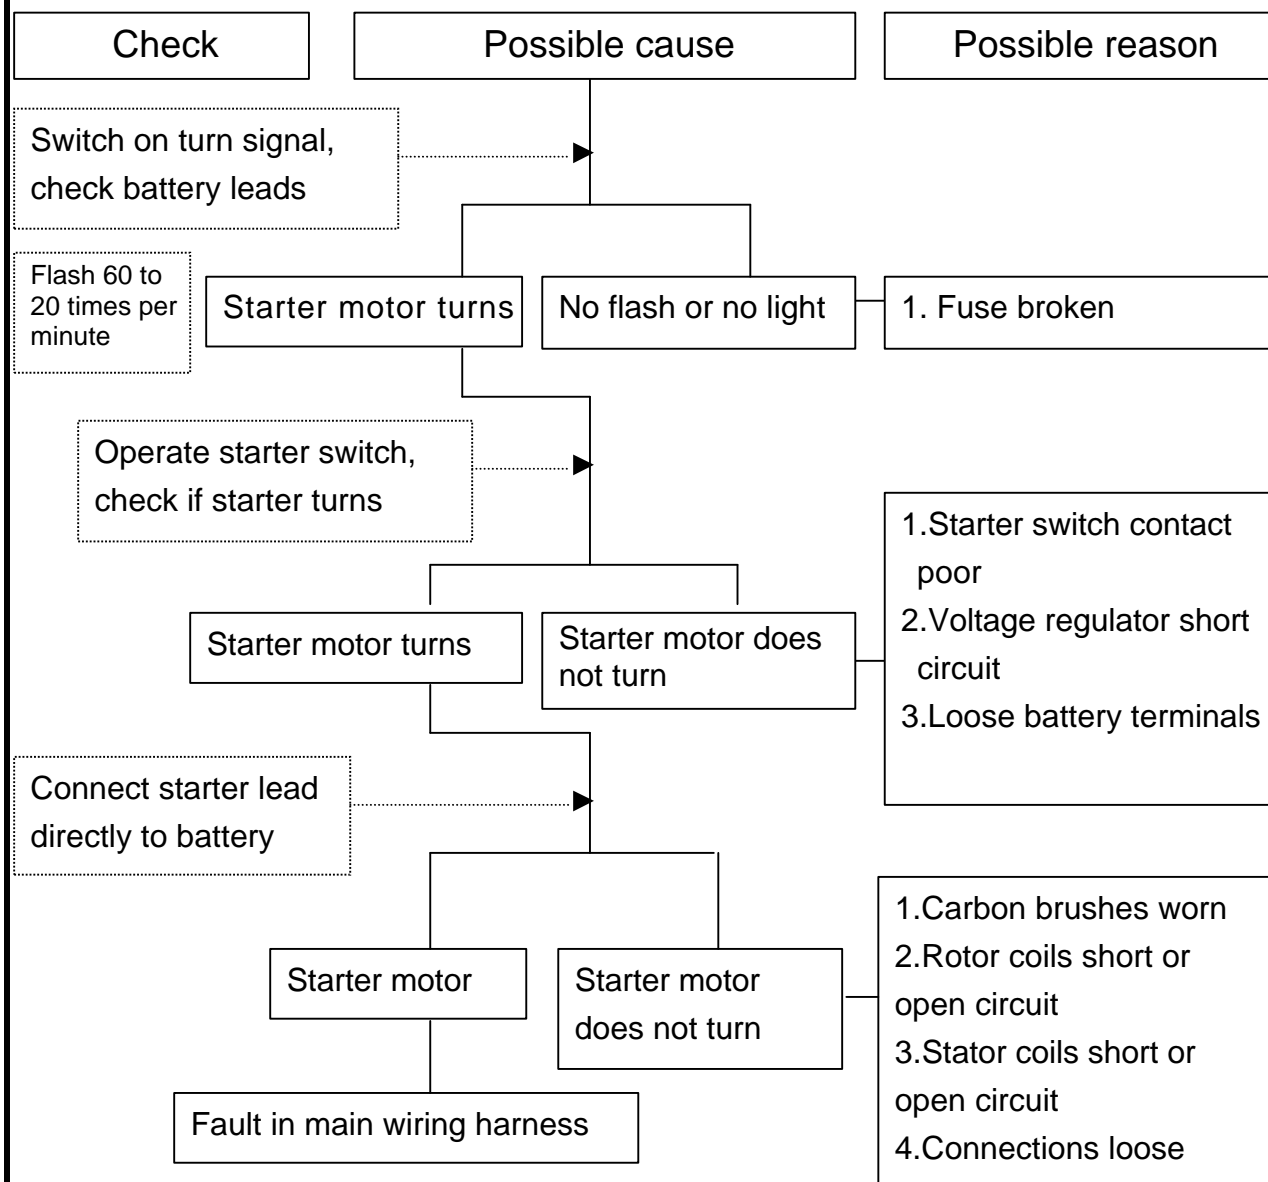 Check
Possible cause
Possible reason
Switch on turn signal,
check battery leads
Flash 60 to
20 times per
minute
Starter motor turns
No flash or no light
1. Fuse broken
Operate starter switch,
check if starter turns
Starter motor turns
Starter motor does
not turn
1.Starter switch contact
poor
2.Voltage regulator short
circuit
3.Loose battery terminals
Connect starter lead
directly to battery
Starter motor
Starter motor
does not turn
1.Carbon brushes worn
2.Rotor coils short or
open circuit
3.Stator coils short or
open circuit
4.Connections loose
Fault in main wiring harness